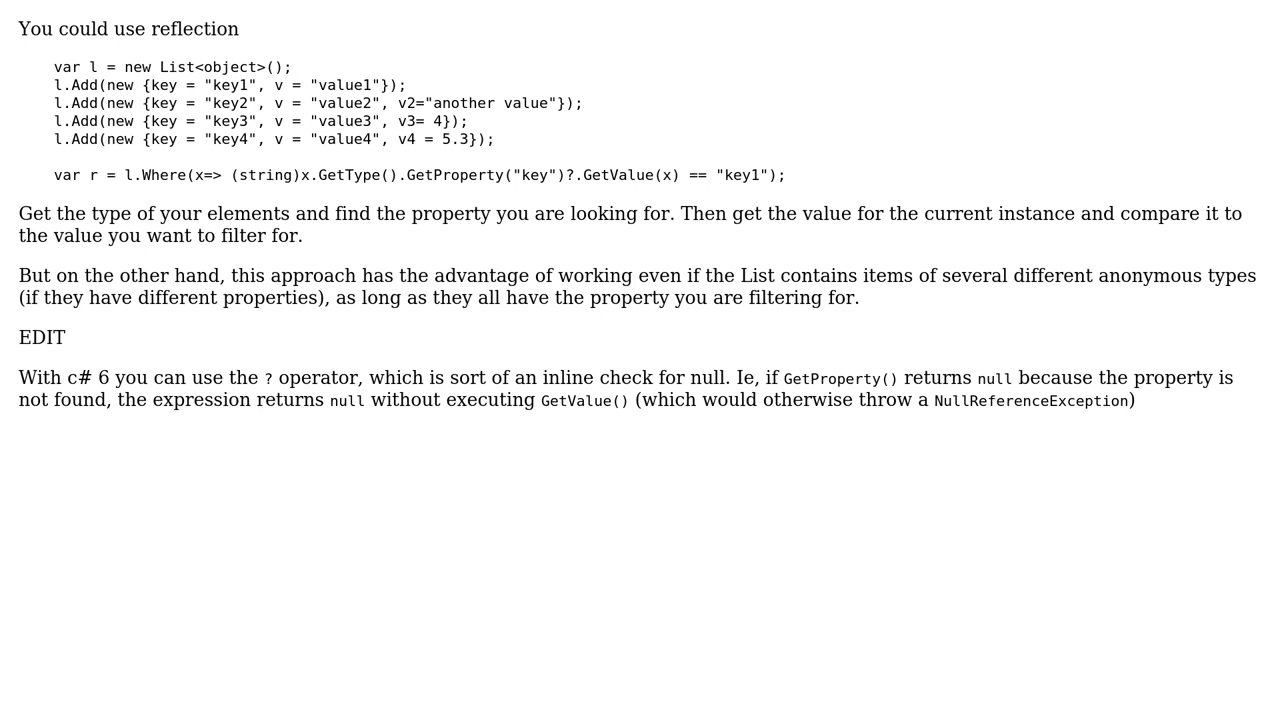 You could use reflection
var l = new List<object>();
l.Add(new {key = "key1", v = "value1"});
l.Add(new {key = "key2", v = "value2", v2="another value"});
l.Add(new {key = "key3", v = "value3", v3= 4});
l.Add(new {key = "key4", v = "value4", v4 = 5.3});
var r = l.Where(x=> (string)x.GetType().GetProperty("key")?.GetValue(x) == "key1");
Get the type of your elements and find the property you are looking for. Then get the value for the current instance and compare it to
the value you want to filter for.
But on the other hand, this approach has the advantage of working even if the List contains items of several different anonymous types
(if they have different properties), as long as they all have the property you are filtering for.
EDIT
With c# 6 you can use the ? operator, which is sort of an inline check for null. Ie, if GetProperty() returns null because the property is
not found, the expression returns null without executing GetValue() (which would otherwise throw a NullReferenceException)